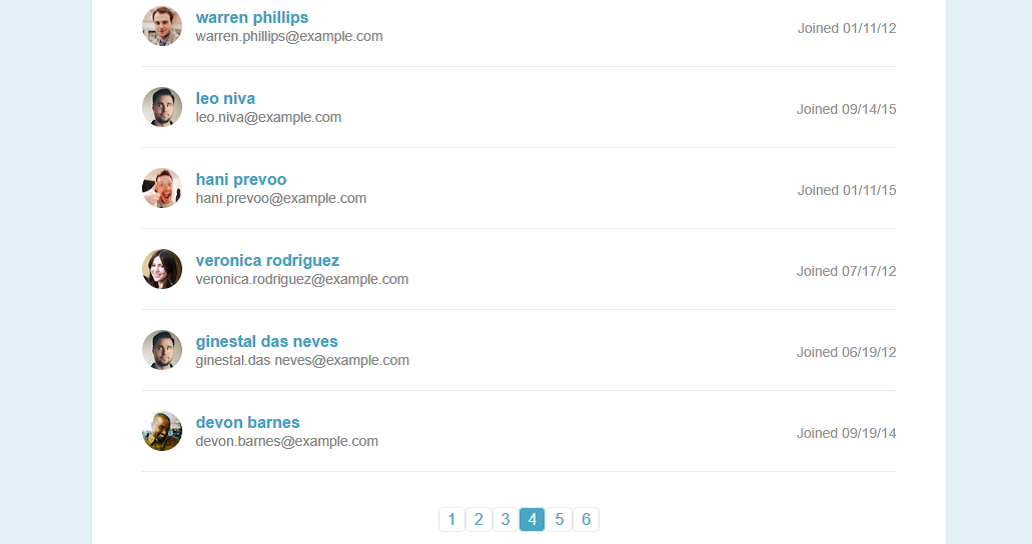 warren phillips
warren.phillips@example.com
Joined 01/11/12
leo niva
leo.niva@example.com
Joined 09/14/15
hani prevoo
hani.prevoo@example.com
Joined 01/11/15
veronica rodriguez
veronica.rodriguez@example.com
Joined 07/17/12
ginestal das neves
ginestal.das neves@example.com
Joined 06/19/12
devon barnes
devon.barnes@example.com
Joined 09/19/14
1 2 3 4 5 6